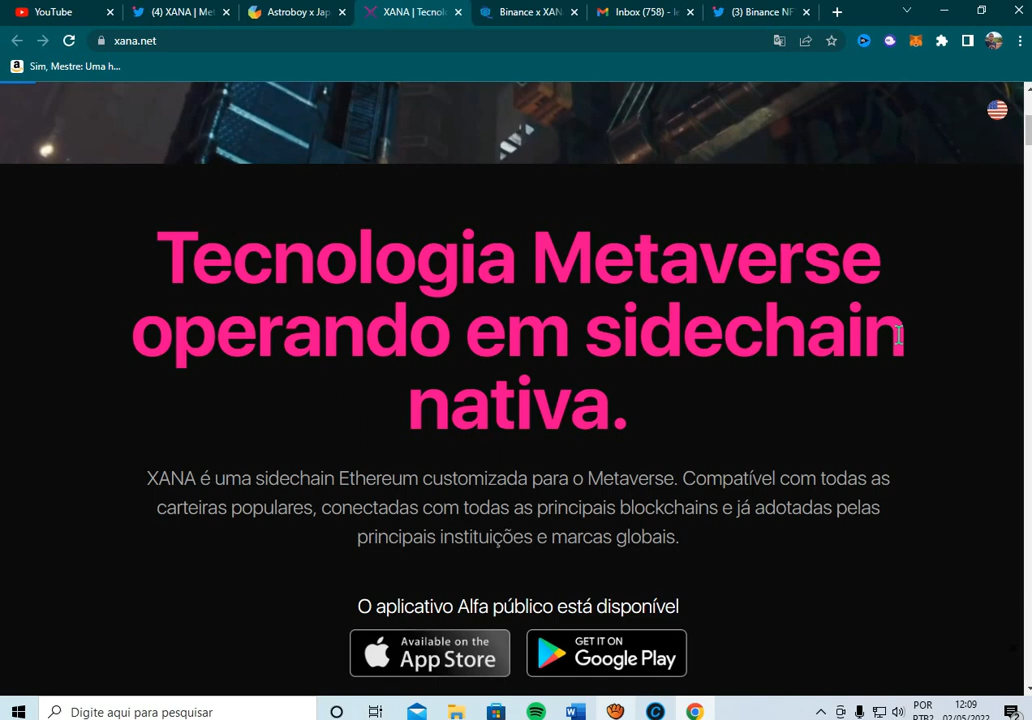 YouTube
(4) XANA | Met
Astroboy x Jap
XANA | Tecnol
Binance x XAN
Inbox (758) - le
(3) Binance NF
xana.net
Sim, Mestre: Uma h...
Tecnologia Metaverse
operando em sidechain
nativa.
XANA é uma sidechain Ethereum customizada para o Metaverse. Compatível com todas as
carteiras populares, conectadas com todas as principais blockchains e já adotadas pelas
principais instituições e marcas globais.
O aplicativo Alfa público está disponível
Available on the
App Store
GET IT ON
Google Play
Digite aqui para pesquisar
POR
PTB2
12:09
02/05/2022
2